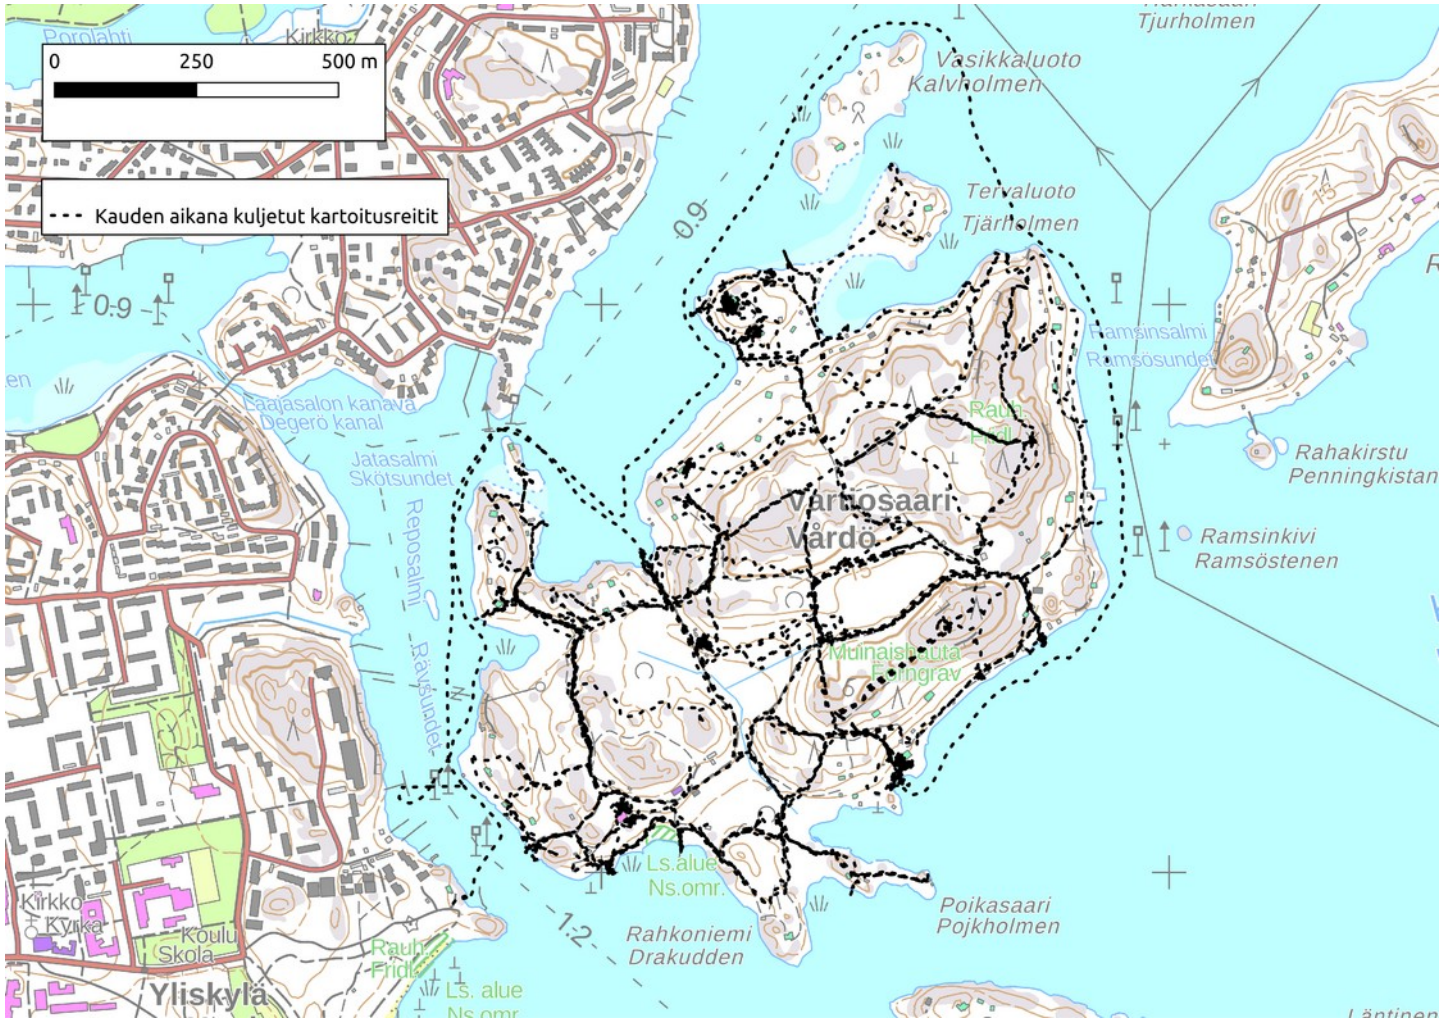 Porolahti
Kirkko
0 250 500 m
Kauden aikana kuljetut kartoitusreitit
Tjurholmen
Vasikkaluoto
Kalvholmen
Tervaluoto
Tjärholmen
0.9
0.9
Ramsinsalmi
Ramsösundet
Laajasalon kanava
Degerö kanal
Jatasalmi
Skötsundet
Reposalmi
Rävsundet
Rauh.
Fridl.
Rahakirstu
Penningkistan
Vartiosaari
Vårdö
Ramsinkivi
Ramsöstenen
Muinaishauta
Forngrav
Ls.alue
Ns.omr.
Kirkko
Kyrka
Koulu
Skola
Rauh.
Fridl.
1.2
Rahkoniemi
Drakudden
Poikasaari
Pojkholmen
Yliskylä
Ls. alue
Ns.omr.
Läntinen